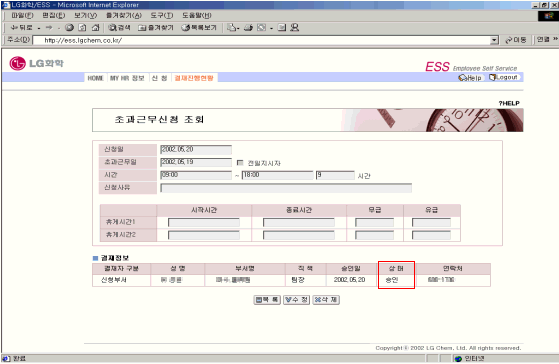 LG화학/ESS - Microsoft Internet Explorer
파일(F) 편집(E) 보기(V) 즐겨찾기(A) 도구(T) 도움말(H)
뒤로 검색 즐겨찾기 목록보기
주소(D) http://ess.lgchem.co.kr/ 이동 연결 »
LG화학
ESS Employee Self Service
HOME MY HR 정보 신 청 결재진행현황 Help Logout
?HELP
초과근무신청 조회
신청일 2002.05.20
초과근무일 2002.05.19 전일지시자
시간 09:00 ~ 18:00 9 시간
신청사유
시작시간 종료시간 무급 유급
휴게시간1
휴게시간2
결재정보
결재자 구분 성 명 부서명 직 책 승인일 상 태 연락처
신청부서 팀장 2002.05.20 승인
목 록 수 정 삭 제
Copyright © 2002 LG Chem, Ltd. All rights reserved.
완료 인터넷